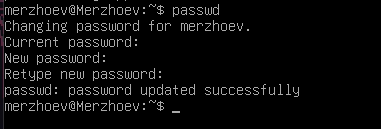 merzhoev@Merzhoev:~$ passwd
Changing password for merzhoev.
Current password:
New password:
Retype new password:
passwd: password updated successfully
merzhoev@Merzhoev:~$ _